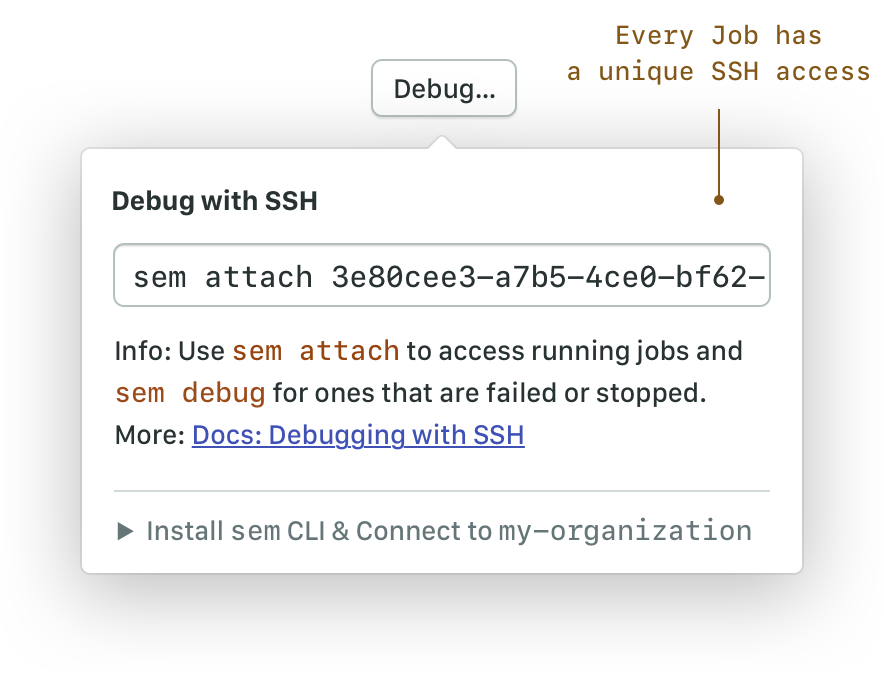 Every Job has
a unique SSH access
Debug...
Debug with SSH
sem attach 3e80cee3-a7b5-4ce0-bf62-
Info: Use sem attach to access running jobs and
sem debug for ones that are failed or stopped.
More: Docs: Debugging with SSH
▶ Install sem CLI & Connect to my-organization